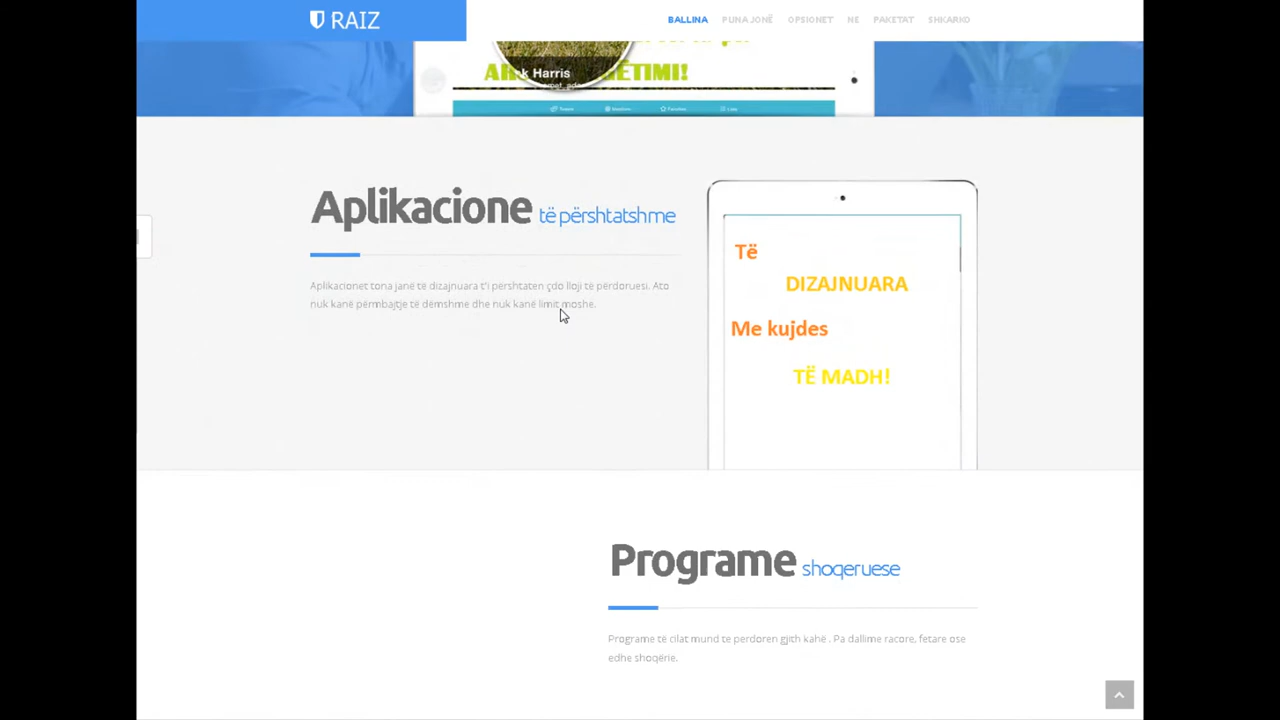 RAIZ
BALLINA PUNA JONË OPSIONET NE PAKETAT SHKARKO
k Harris
ËTIMI!
Aplikacione të përshtatshme
Aplikacionet tona janë të dizajnuara t'i përshtaten çdo lloji të përdoruesi. Ato
nuk kanë përmbajtje të dëmshme dhe nuk kanë limit moshe.
Të
DIZAJNUARA
Me kujdes
TË MADH!
Programe shoqeruese
Programe të cilat mund te perdoren gjith kahë . Pa dallime racore, fetare ose
edhe shoqërie.